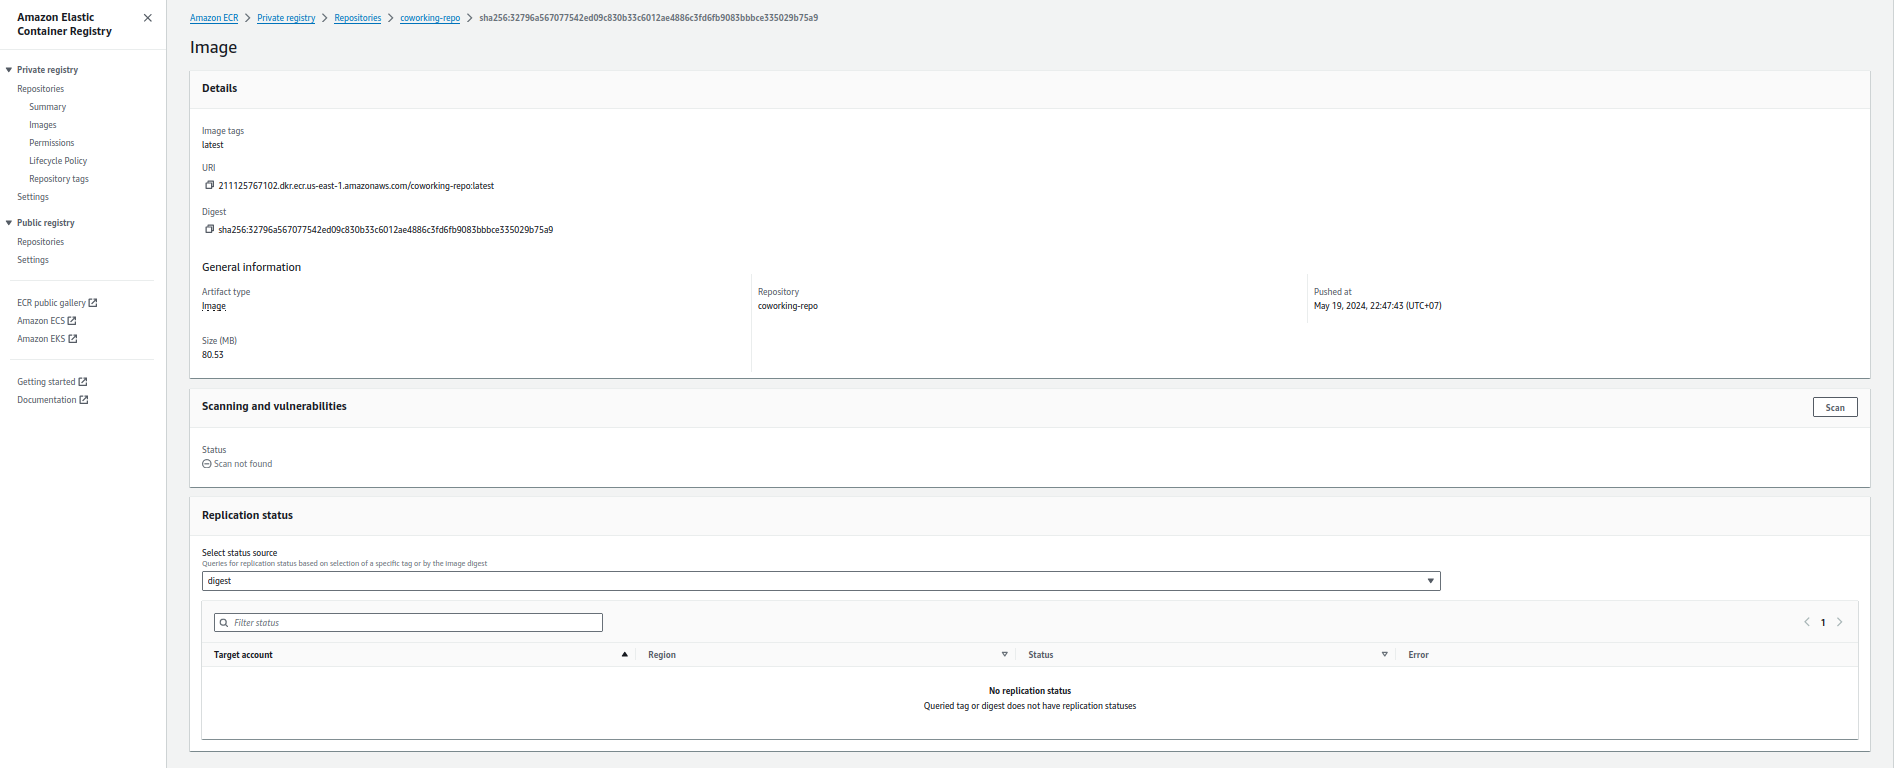 Amazon Elastic
Container Registry
Private registry
Repositories
Summary
Images
Permissions
Lifecycle Policy
Repository tags
Settings
Public registry
Repositories
Settings
ECR public gallery
Amazon ECS
Amazon EKS
Getting started
Documentation
Amazon ECR > Private registry > Repositories > coworking-repo > sha256:32796a567077542ed09c830b33c6012ae4886c3fd6fb9083bbbce335029b75a9
Image
Details
Image tags
latest
URI
211125767102.dkr.ecr.us-east-1.amazonaws.com/coworking-repo:latest
Digest
sha256:32796a567077542ed09c830b33c6012ae4886c3fd6fb9083bbbce335029b75a9
General information
Artifact type
Image
Repository
coworking-repo
Pushed at
May 19, 2024, 22:47:43 (UTC+07)
Size (MB)
80.53
Scanning and vulnerabilities
Scan
Status
Scan not found
Replication status
Select status source
Queries for replication status based on selection of a specific tag or by the image digest
digest
Filter status
1
Target account Region Status Error
No replication status
Queried tag or digest does not have replication statuses